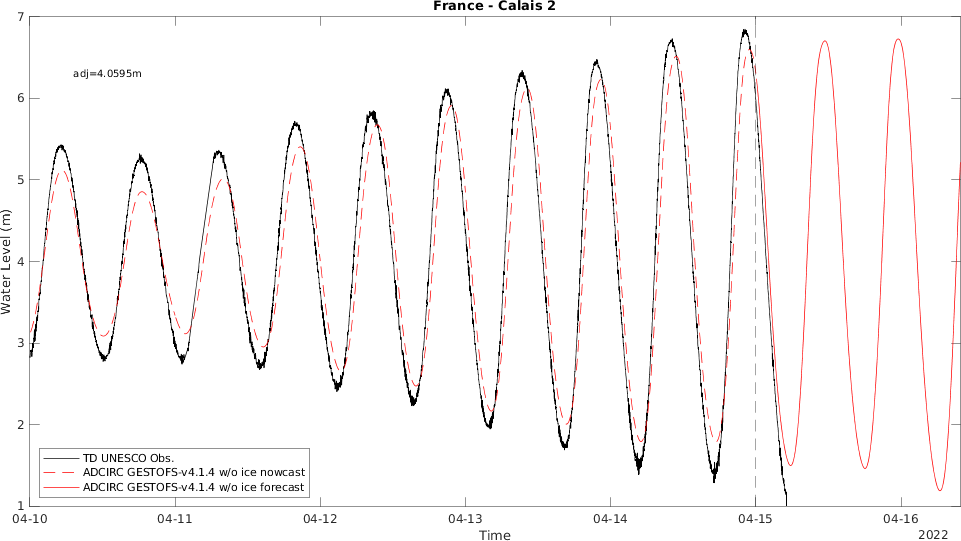 France - Calais 2
adj=4.0595m
Water Level (m)
7
6
5
4
3
2
1
TD UNESCO Obs.
ADCIRC GESTOFS-v4.1.4 w/o ice nowcast
ADCIRC GESTOFS-v4.1.4 w/o ice forecast
04-10 04-11 04-12 04-13 04-14 04-15 04-16
Time
2022